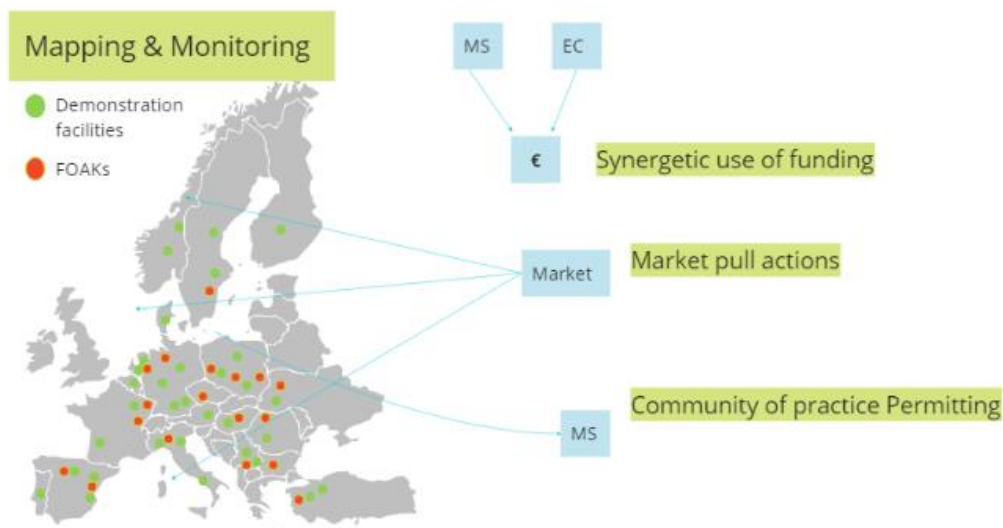 Mapping & Monitoring
Demonstration
facilities
FOAKs
MS
EC
€
Synergetic use of funding
Market
Market pull actions
Community of practice Permitting
MS